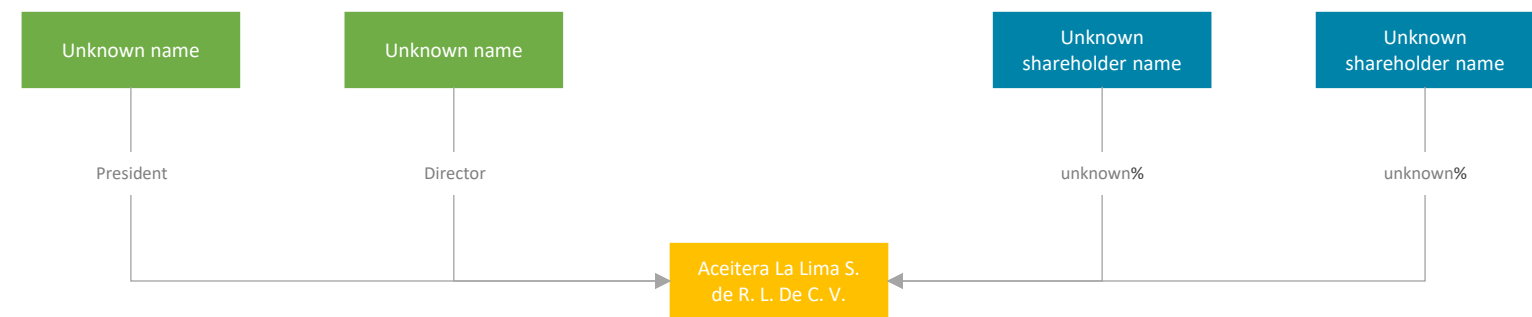 Unknown name
Unknown name
Unknown
shareholder name
Unknown
shareholder name
President
Director
unknown%
unknown%
Aceitera La Lima S.
de R. L. De C. V.